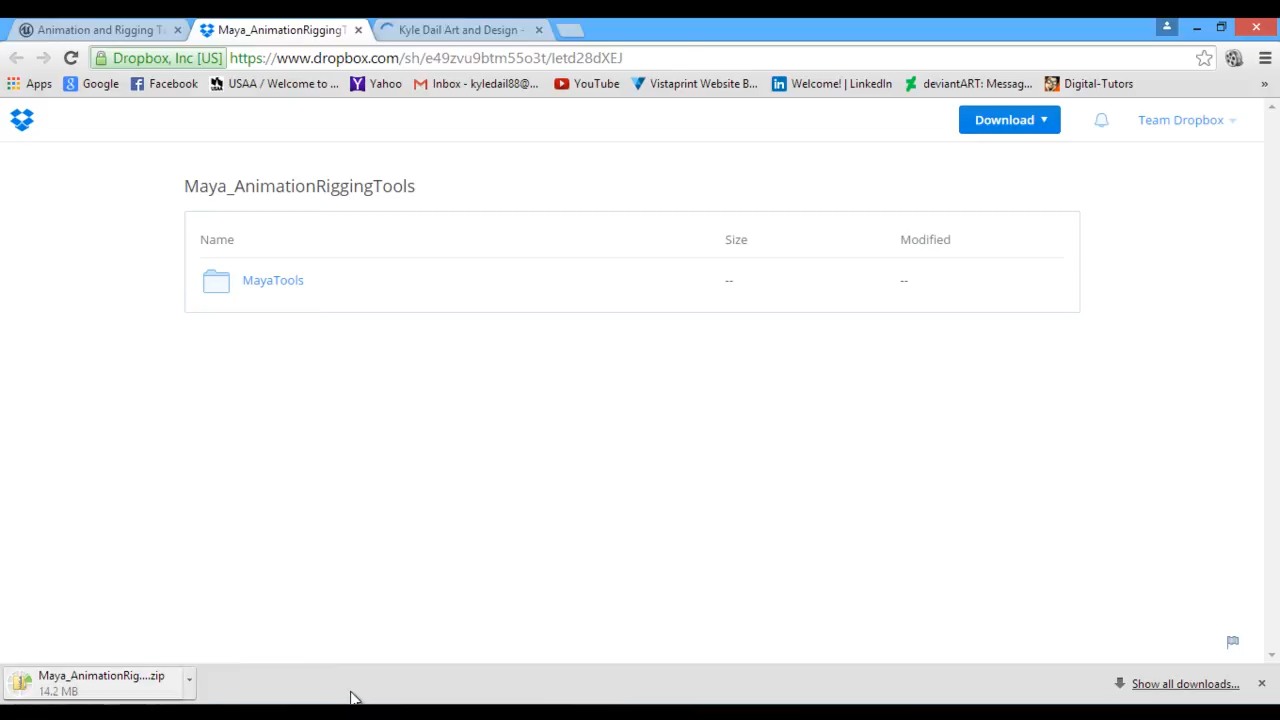 Animation and Rigging T
Maya_AnimationRiggingT
Kyle Dail Art and Design -
Dropbox, Inc [US]
https://www.dropbox.com/sh/e49zvu9btm55o3t/Ietd28dXEJ
Apps
Google
Facebook
USAA / Welcome to ...
Yahoo
Inbox - kyledail88@...
YouTube
Vistaprint Website B...
Welcome! | LinkedIn
deviantART: Messag...
Digital-Tutors
»
Download
Team Dropbox
Maya_AnimationRiggingTools
Name Size Modified
MayaTools -- --
Maya_AnimationRig....zip
14.2 MB
Show all downloads...